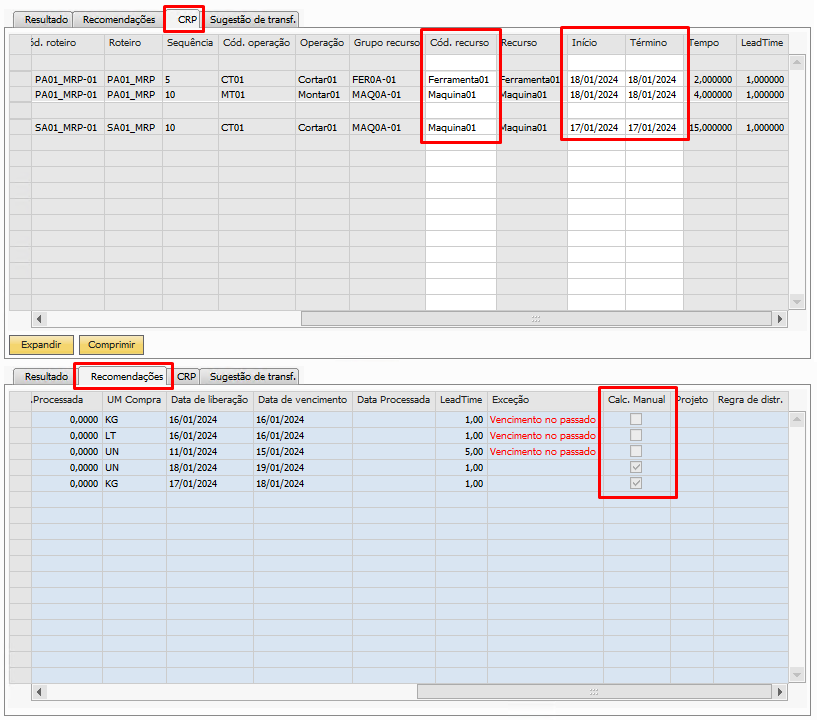 Resultado Recomendações CRP Sugestão de transf.
ód. roteiro Roteiro Sequência Cód. operação Operação Grupo recurso Cód. recurso Recurso Início Término Tempo LeadTime
PA01_MRP-01 PA01_MRP 5 CT01 Cortar01 FER0A-01 Ferramenta01 Ferramenta01 18/01/2024 18/01/2024 2,000000 1,000000
PA01_MRP-01 PA01_MRP 10 MT01 Montar01 MAQ0A-01 Maquina01 Maquina01 18/01/2024 18/01/2024 4,000000 1,000000
SA01_MRP-01 SA01_MRP 10 CT01 Cortar01 MAQ0A-01 Maquina01 Maquina01 17/01/2024 17/01/2024 15,000000 1,000000
Expandir Comprimir
Resultado Recomendações CRP Sugestão de transf.
.Processada UM Compra Data de liberação Data de vencimento Data Processada LeadTime Exceção Calc. Manual Projeto Regra de distr.
0,0000 KG 16/01/2024 16/01/2024 1,00 Vencimento no passado
0,0000 LT 16/01/2024 16/01/2024 1,00 Vencimento no passado
0,0000 UN 11/01/2024 15/01/2024 5,00 Vencimento no passado
0,0000 UN 18/01/2024 19/01/2024 1,00
0,0000 KG 17/01/2024 18/01/2024 1,00